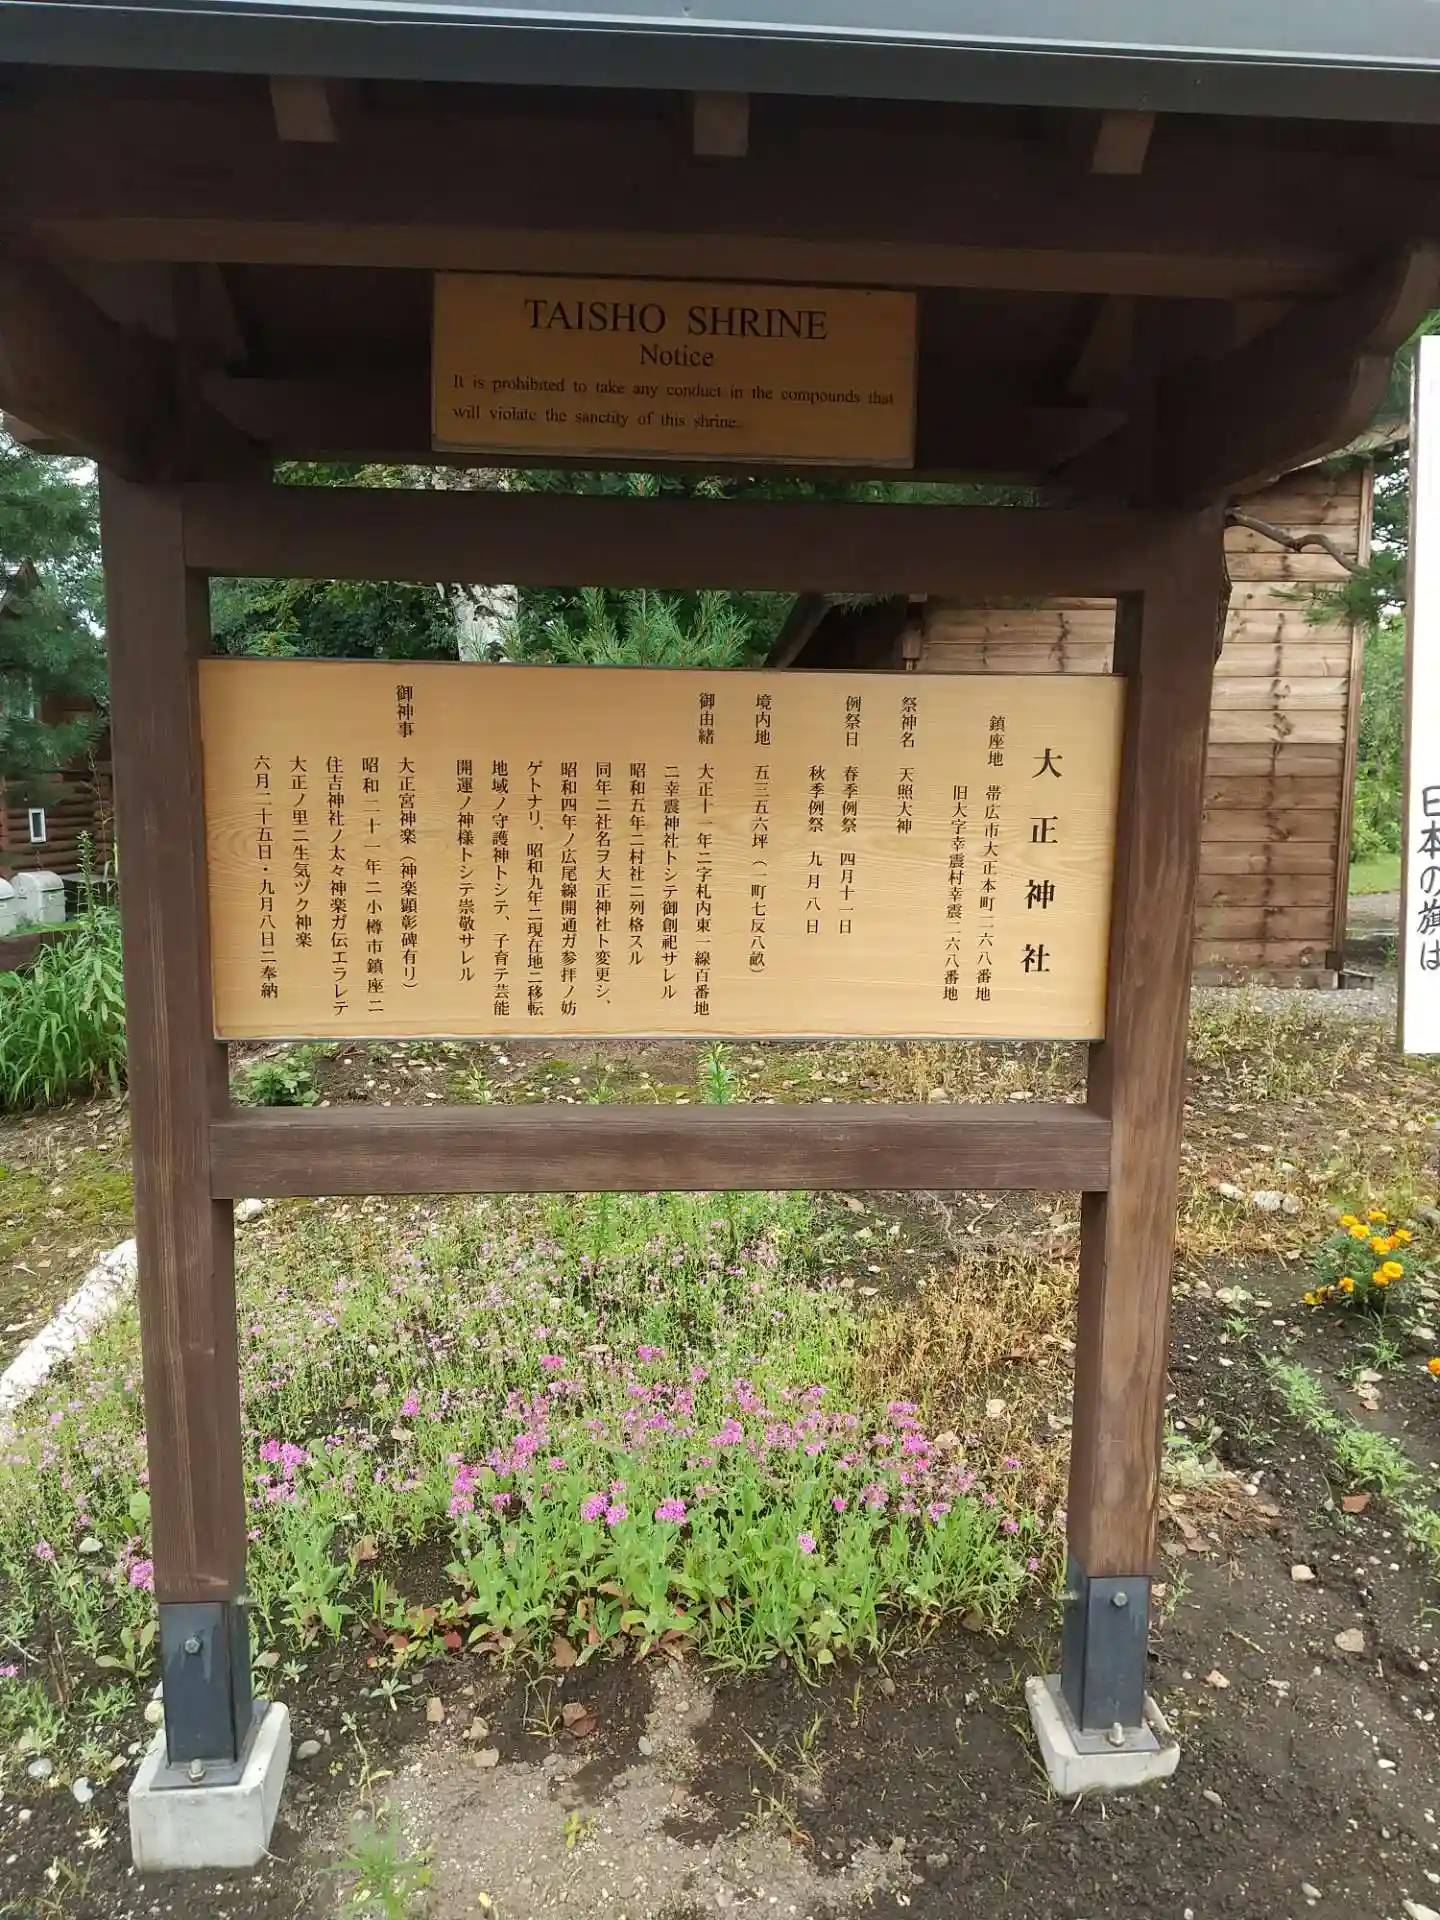 TAISHO SHRINE
Notice
It is prohibited to take any conduct in the compounds that
will violate the sanctity of this shrine.
大正神社
鎮座地 帯広市大正本町二六八番地
旧大字幸震村幸震二六八番地
祭神名 天照大神
例祭日 春季例祭 四月十一日
秋季例祭 九月八日
境内地 五三五六坪（一町七反八畝）
御由緒 大正十一年ニ字札内東一線百番地
ニ幸震神社トシテ御創祀サレル
昭和五年ニ村社ニ列格スル
同年ニ社名ヲ大正神社ト変更シ、
昭和四年ノ広尾線開通ガ参拝ノ妨
ゲトナリ、昭和九年ニ現在地ニ移転
地域ノ守護神トシテ、子育テ芸能
開運ノ神様トシテ崇敬サレル
御神事 大正宮神楽（神楽顕彰碑有リ）
昭和二十一年ニ小樽市鎮座ニ
住吉神社ノ太々神楽ガ伝エラレテ
大正ノ里ニ生気ヅク神楽
六月二十五日・九月八日ニ奉納
日本の旗は